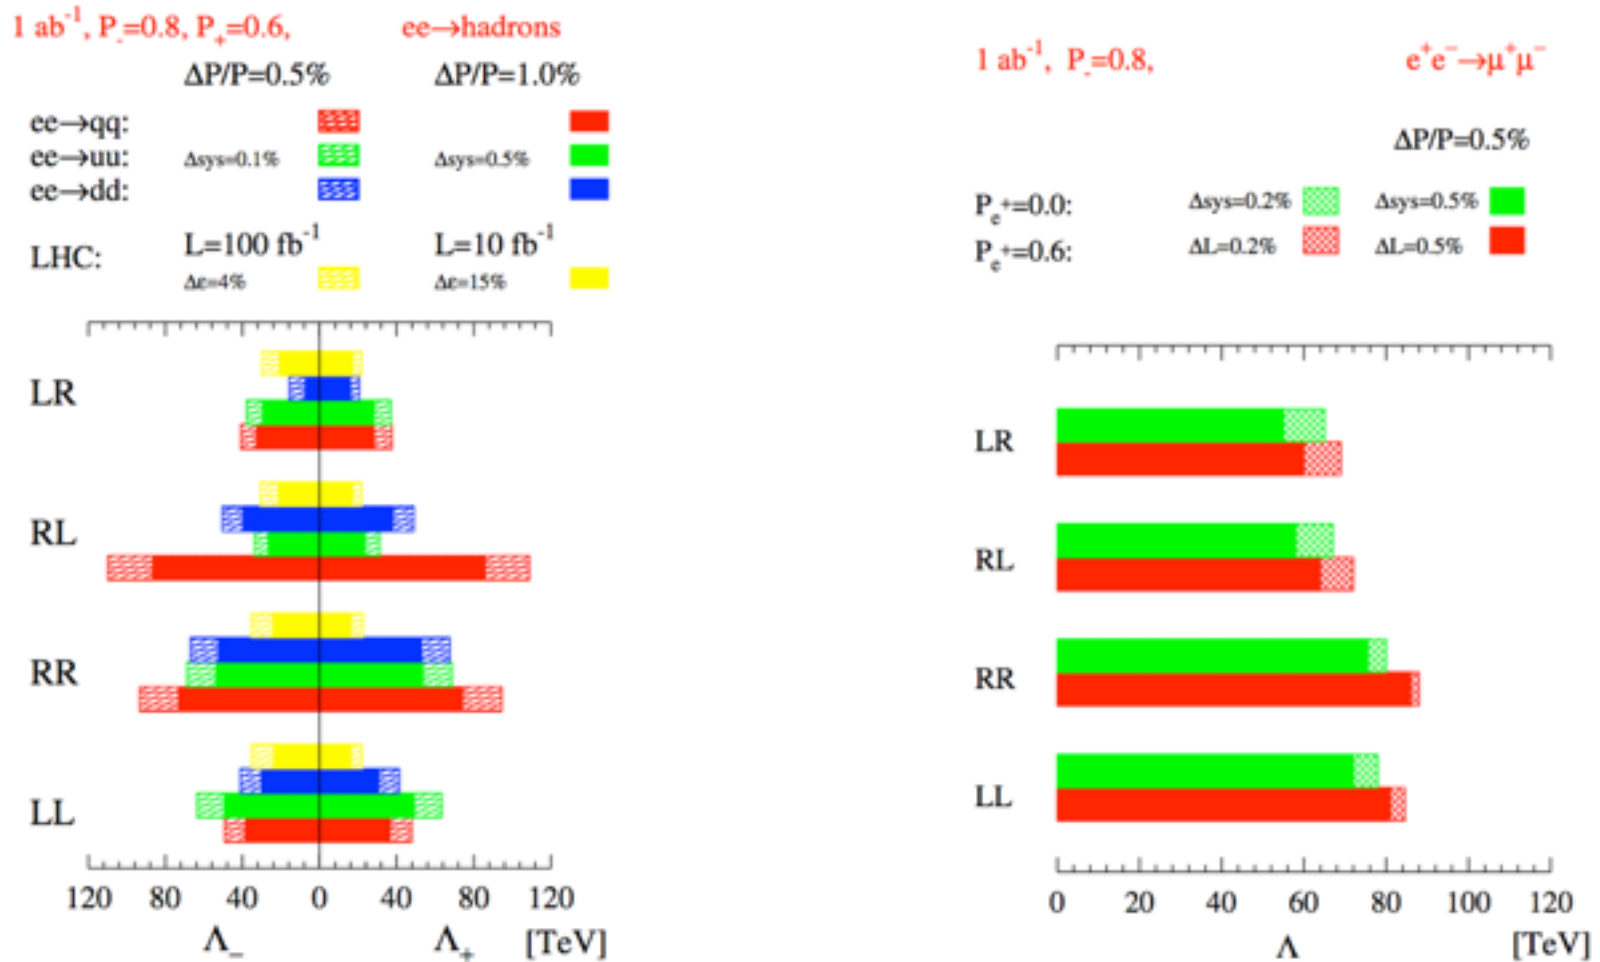 1 ab⁻¹, P₋=0.8, P₊=0.6, ee→hadrons
ΔP/P=0.5% ΔP/P=1.0%
ee→qq:
ee→uu: Δsys=0.1% Δsys=0.5%
ee→dd:
LHC: L=100 fb⁻¹ L=10 fb⁻¹
Δε=4% Δε=15%
LR
RL
RR
LL
120 80 40 0 40 80 120
Λ₋ Λ₊ [TeV]
1 ab⁻¹, P₋=0.8, e⁺e⁻→μ⁺μ⁻
ΔP/P=0.5%
Pₑ⁺=0.0: Δsys=0.2% Δsys=0.5%
Pₑ⁺=0.6: ΔL=0.2% ΔL=0.5%
LR
RL
RR
LL
0 20 40 60 80 100 120
Λ [TeV]